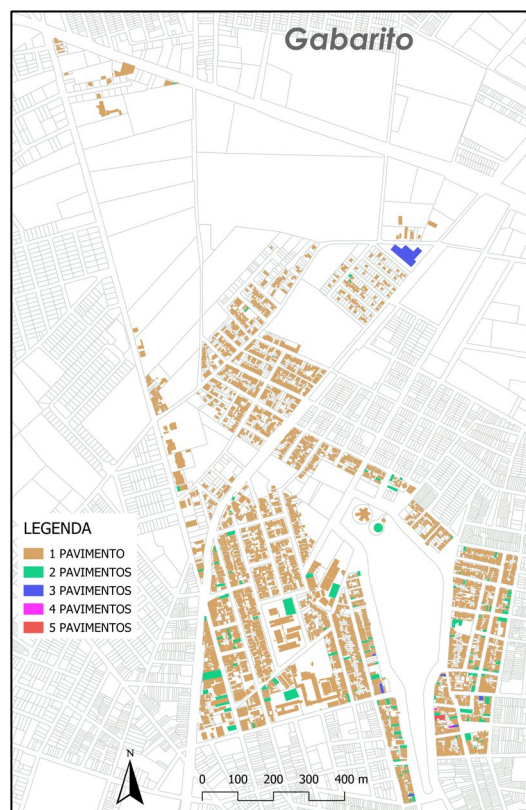 Gabarito
LEGENDA
1 PAVIMENTO
2 PAVIMENTOS
3 PAVIMENTOS
4 PAVIMENTOS
5 PAVIMENTOS
N
0 100 200 300 400 m